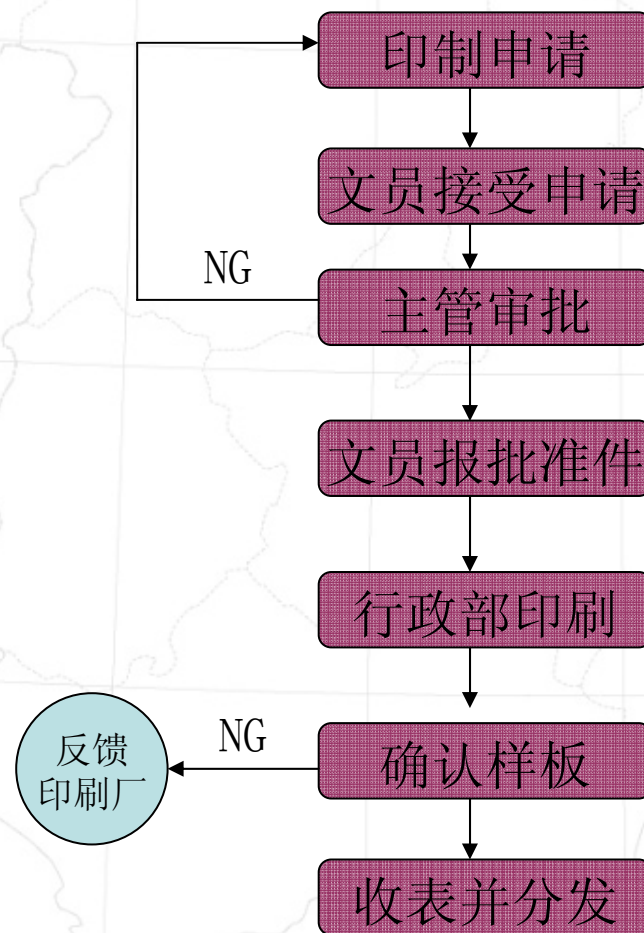 印制申请
文员接受申请
NG
主管审批
文员报批准件
行政部印刷
NG
反馈
印刷厂
确认样板
收表并分发